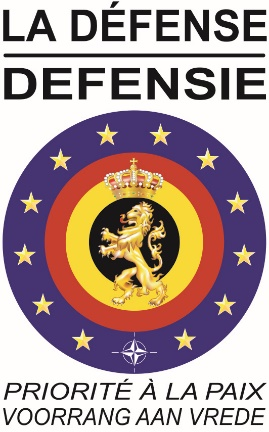 LA DÉFENSE
DEFENSIE
PRIORITÉ À LA PAIX
VOORRANG AAN VREDE